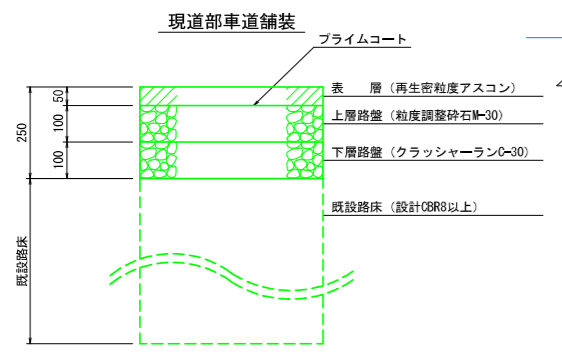 現道部車道舗装
プライムコート
表　　層（再生密粒度アスコン）
上層路盤（粒度調整砕石M-30）
下層路盤（クラッシャーランC-30）
既設路床（設計CBR8以上）
50
100
100
250
既設路床